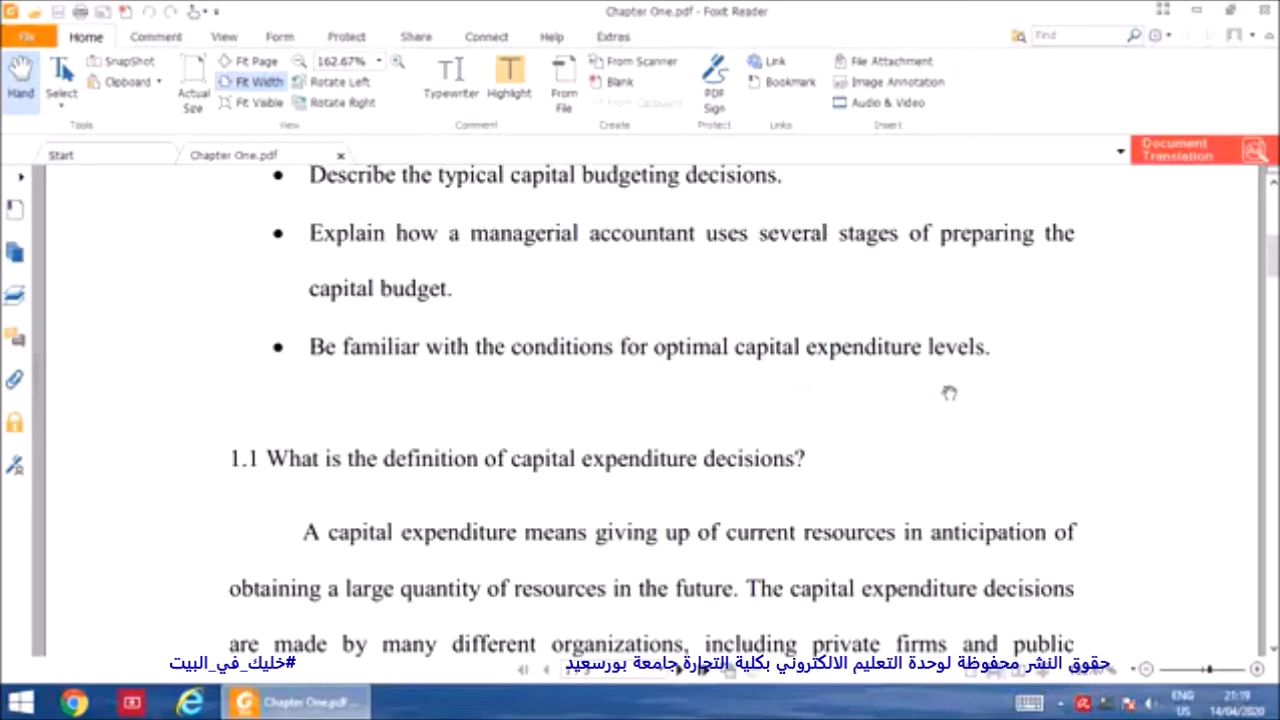 Chapter One.pdf - Foxit Reader
File Home Comment View Form Protect Share Connect Help Extras Find
Hand
Select
SnapShot
Clipboard
Tools
Actual Size
Fit Page
Fit Width
Fit Visible
162.67%
Rotate Left
Rotate Right
View
Typewriter
Highlight
Comment
From File
From Scanner
Blank
From Clipboard
Create
PDF Sign
Protect
Link
Bookmark
Links
File Attachment
Image Annotation
Audio & Video
Insert
Start
Chapter One.pdf
Document Translation
• Describe the typical capital budgeting decisions.
• Explain how a managerial accountant uses several stages of preparing the
capital budget.
• Be familiar with the conditions for optimal capital expenditure levels.
1.1 What is the definition of capital expenditure decisions?
A capital expenditure means giving up of current resources in anticipation of
obtaining a large quantity of resources in the future. The capital expenditure decisions
are made by many different organizations, including private firms and public
حقوق النشر محفوظة لوحدة التعليم الالكتروني بكلية التجارة جامعة بورسعيد
#خليك_في_البيت
Chapter One.pdf ...
ENG
US
21:19
14/04/2020